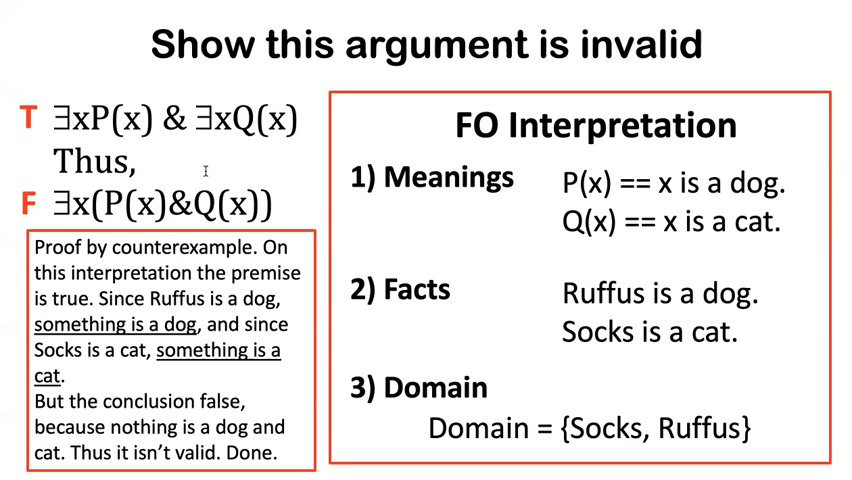 Show this argument is invalid
T ∃xP(x) & ∃xQ(x)
Thus,
F ∃x(P(x)&Q(x))
Proof by counterexample. On
this interpretation the premise
is true. Since Ruffus is a dog,
something is a dog, and since
Socks is a cat, something is a
cat.
But the conclusion false,
because nothing is a dog and
cat. Thus it isn't valid. Done.
FO Interpretation
1) Meanings
P(x) == x is a dog.
Q(x) == x is a cat.
2) Facts
Ruffus is a dog.
Socks is a cat.
3) Domain
Domain = {Socks, Ruffus}